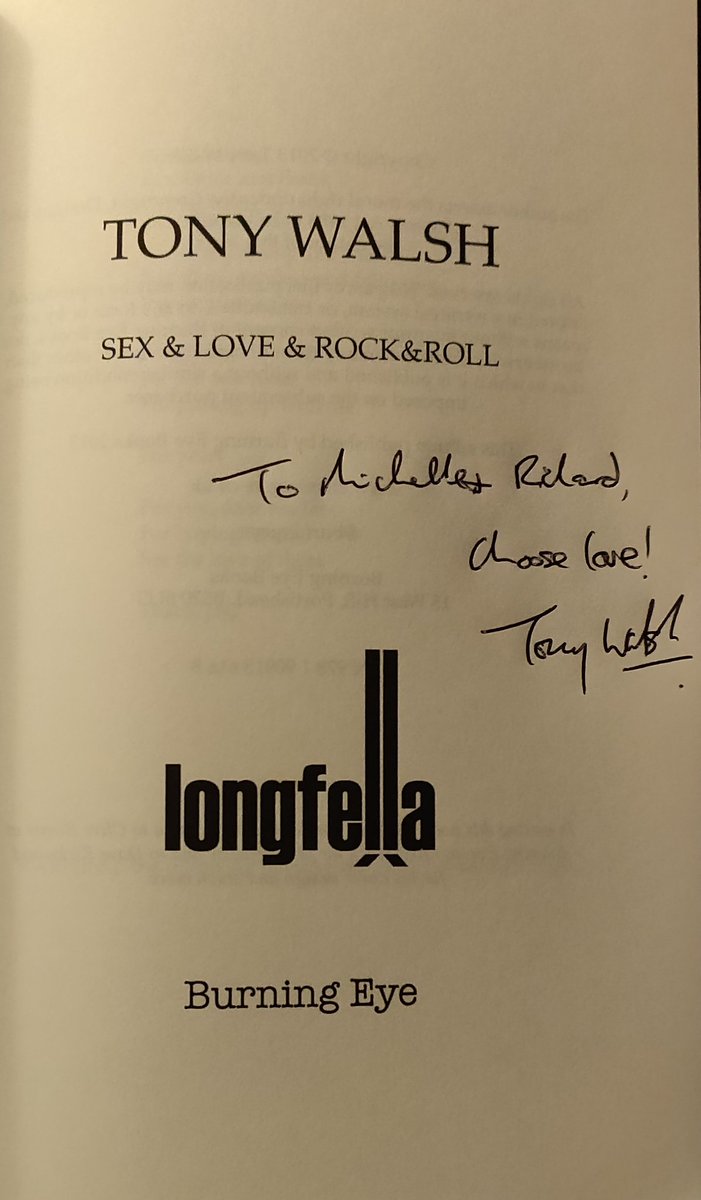 TONY WALSH
SEX & LOVE & ROCK&ROLL
To Michelle & Richard,
Choose love!
Tony Walsh
longfella
Burning Eye